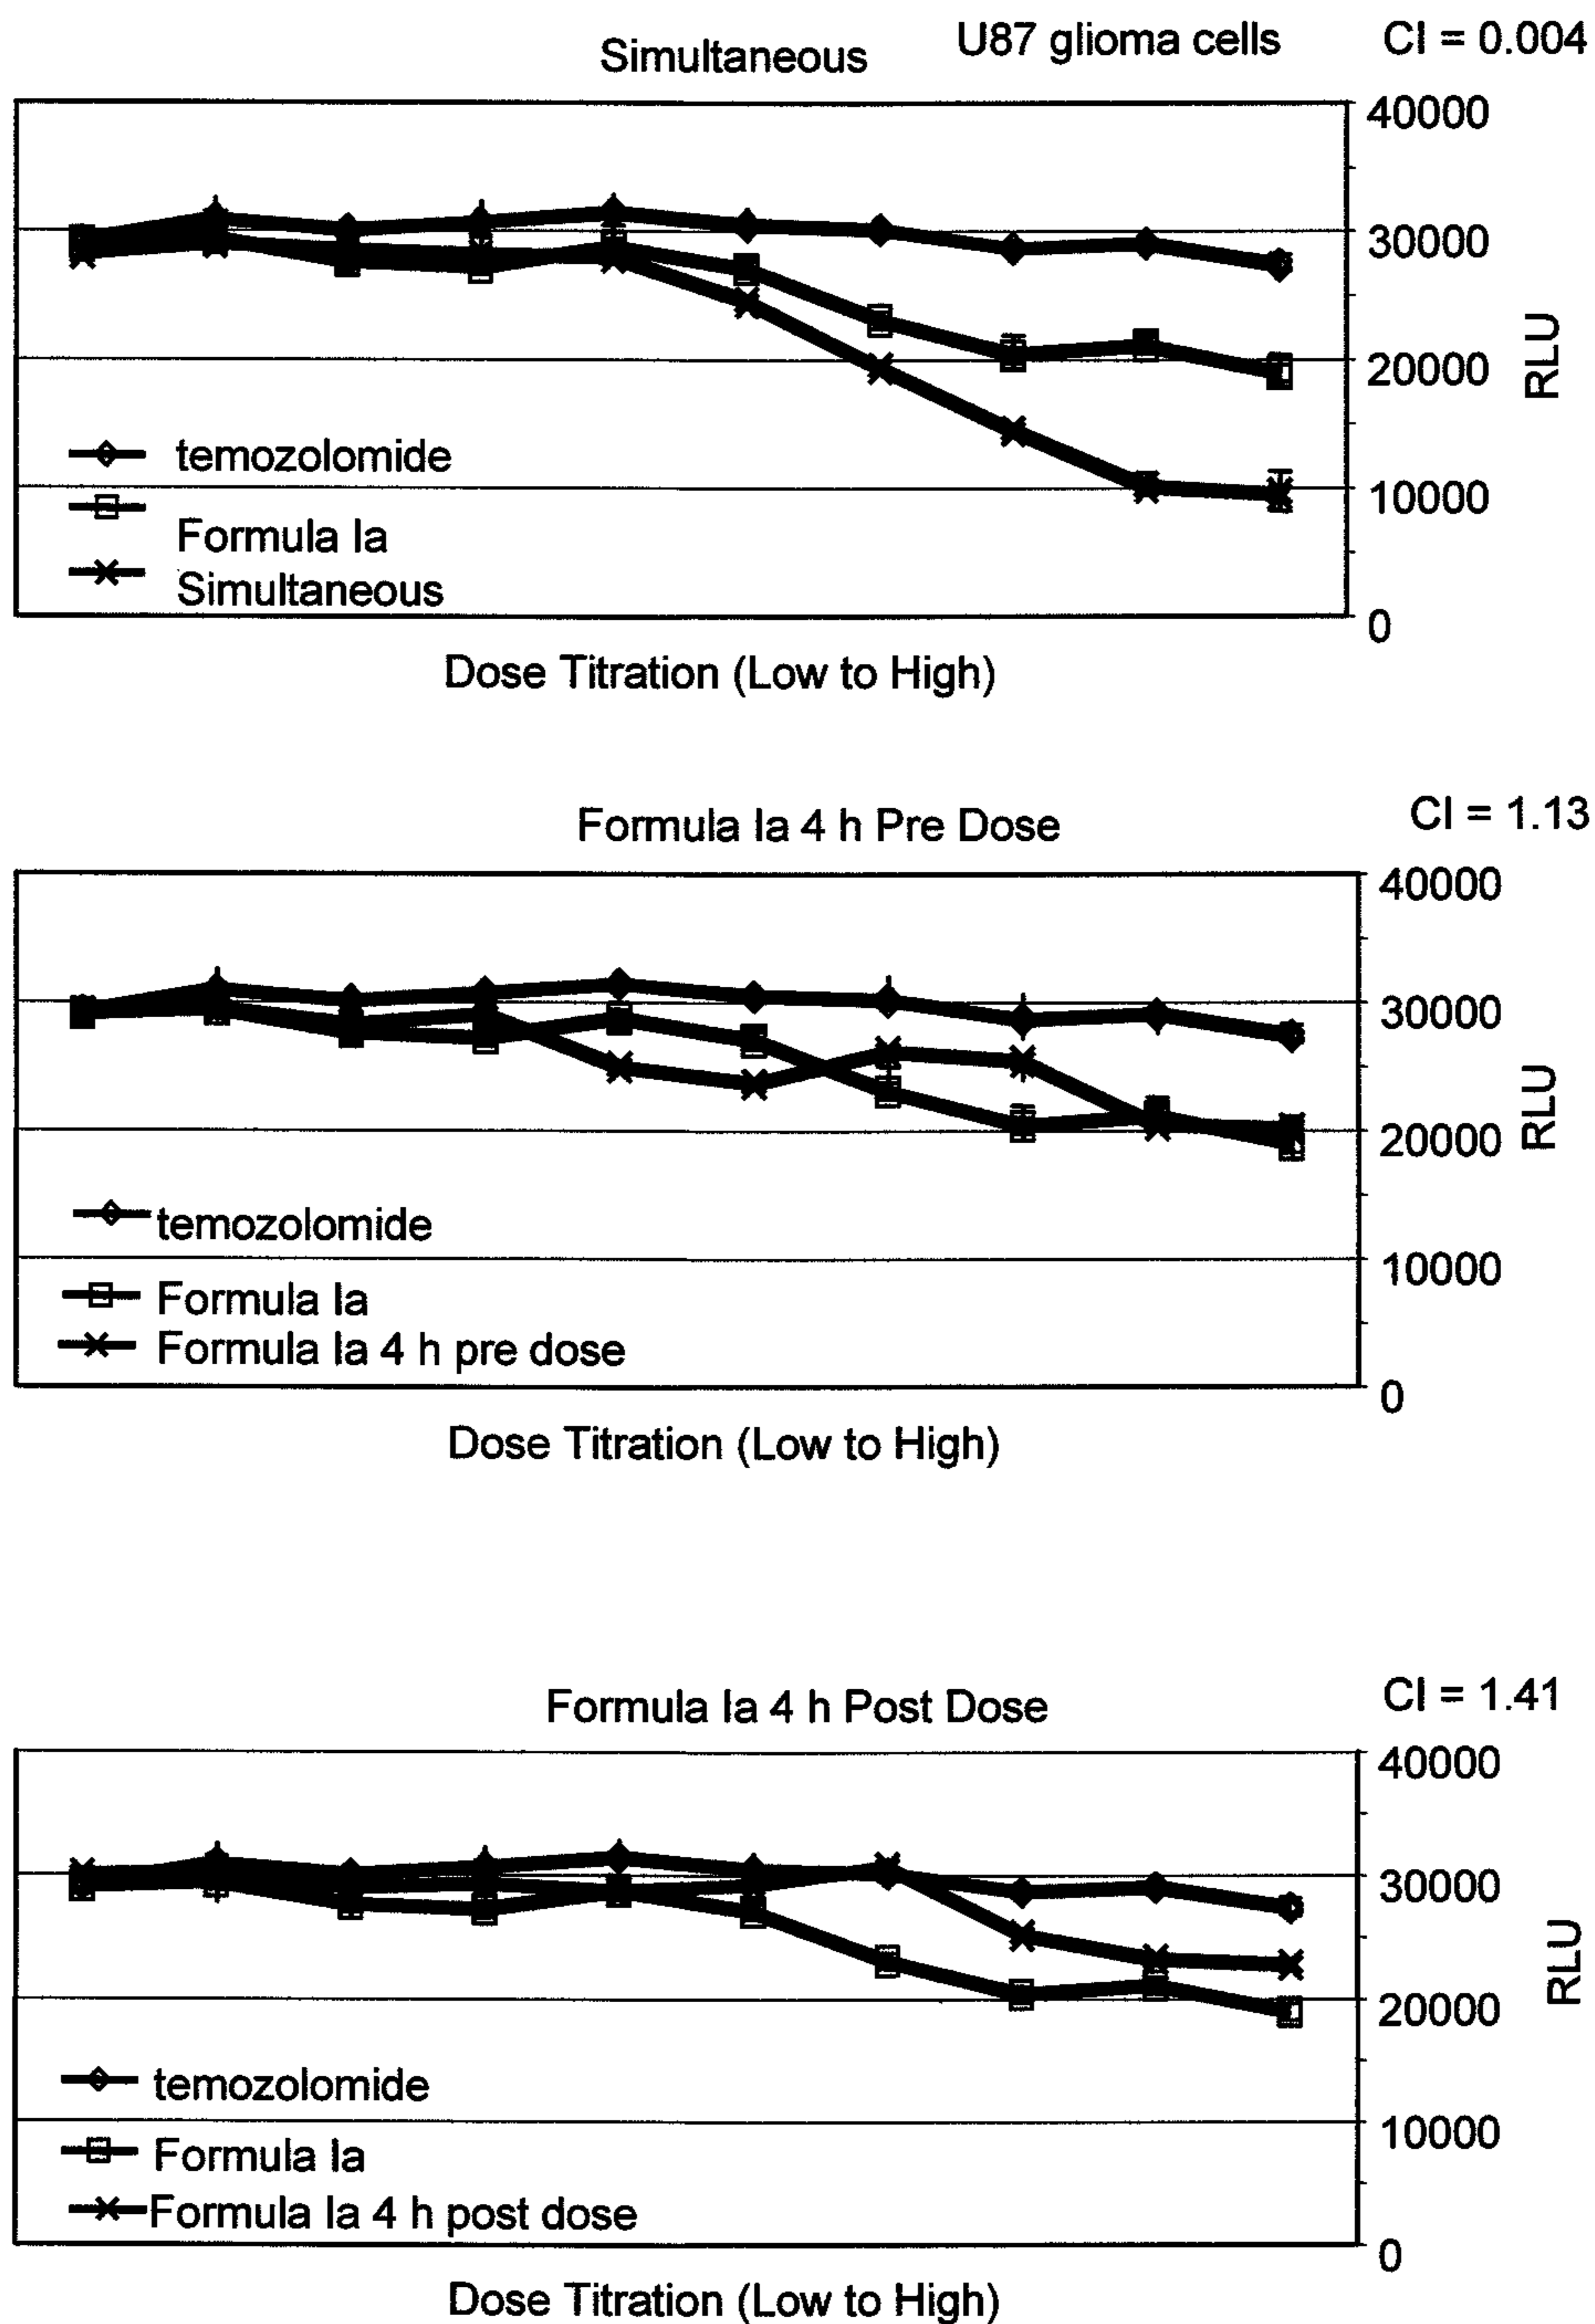 Simultaneous
U87 glioma cells
CI = 0.004
40000
30000
20000
10000
0
RLU
temozolomide
Formula Ia
Simultaneous
Dose Titration (Low to High)
Formula Ia 4 h Pre Dose
CI = 1.13
40000
30000
20000
10000
0
RLU
temozolomide
Formula Ia
Formula Ia 4 h pre dose
Dose Titration (Low to High)
Formula Ia 4 h Post Dose
CI = 1.41
40000
30000
20000
10000
0
RLU
temozolomide
Formula Ia
Formula Ia 4 h post dose
Dose Titration (Low to High)